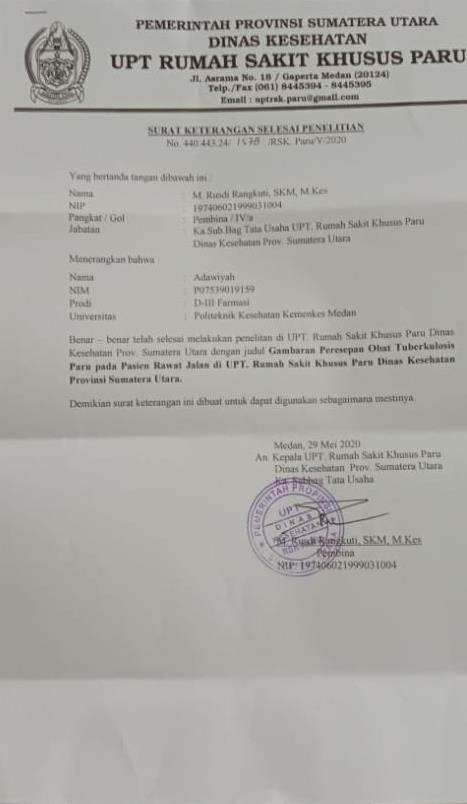 PEMERINTAH PROVINSI SUMATERA UTARA
DINAS KESEHATAN
UPT RUMAH SAKIT KHUSUS PARU
Jl. Asrama No. 18 / Gaperta Medan (20124)
Telp./Fax (061) 8445394 - 8445395
Email : uptrsk.paru@gmail.com
SURAT KETERANGAN SELESAI PENELITIAN
No. 440.443.24/ /RSK. Paru/V/2020
Yang bertanda tangan dibawah ini :
Nama : M. Rusdi Rangkuti, SKM, M.Kes
NIP : 197406021999031004
Pangkat / Gol : Pembina / IV/a
Jabatan : Ka.Sub Bag Tata Usaha UPT. Rumah Sakit Khusus Paru
Dinas Kesehatan Prov. Sumatera Utara
Menerangkan bahwa
Nama : Adawiyah
NIM : P07539019159
Prodi : D-III Farmasi
Universitas : Politeknik Kesehatan Kemenkes Medan
Benar – benar telah selesai melakukan penelitan di UPT. Rumah Sakit Khusus Paru Dinas
Kesehatan Prov. Sumatera Utara dengan judul Gambaran Peresepan Obat Tuberkulosis
Paru pada Pasien Rawat Jalan di UPT. Rumah Sakit Khusus Paru Dinas Kesehatan
Provinsi Sumatera Utara.
Demikian surat keterangan ini dibuat untuk dapat digunakan sebagaimana mestinya.
Medan, 29 Mei 2020
An. Kepala UPT. Rumah Sakit Khusus Paru
Dinas Kesehatan Prov. Sumatera Utara
Ka. Subbag Tata Usaha
PEMERINTAH PROPINSI
UPT
DINAS
KESEHATAN
M. Rusdi Rangkuti, SKM, M.Kes
Pembina
NIP: 197406021999031004